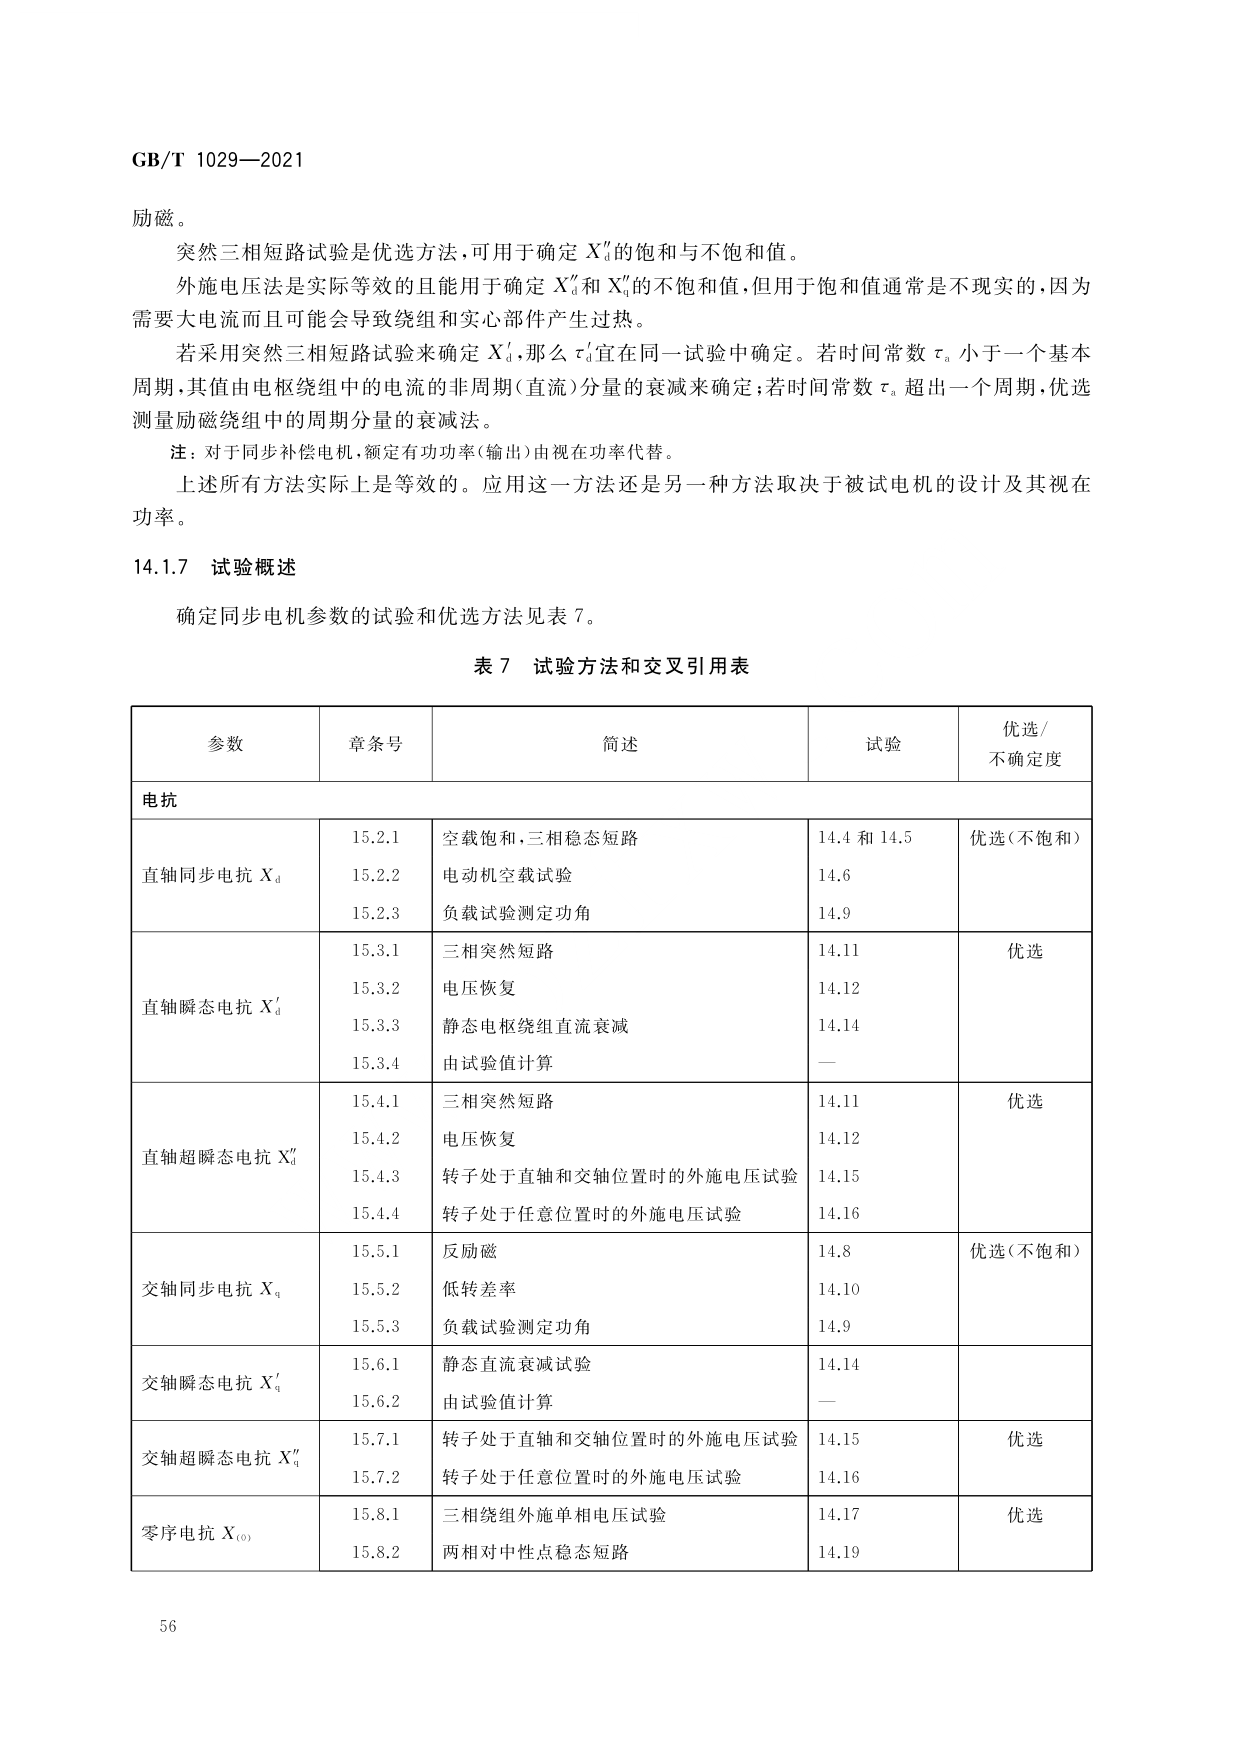 GB/T 1029—2021
励磁。
突然三相短路试验是优选方法,可用于确定 X″d的饱和与不饱和值。
外施电压法是实际等效的且能用于确定 X″d和 X″q的不饱和值,但用于饱和值通常是不现实的,因为
需要大电流而且可能会导致绕组和实心部件产生过热。
若采用突然三相短路试验来确定 X′d,那么 τ′d宜在同一试验中确定。若时间常数 τa 小于一个基本
周期,其值由电枢绕组中的电流的非周期(直流)分量的衰减来确定;若时间常数 τa 超出一个周期,优选
测量励磁绕组中的周期分量的衰减法。
注: 对于同步补偿电机,额定有功功率(输出)由视在功率代替。
上述所有方法实际上是等效的。应用这一方法还是另一种方法取决于被试电机的设计及其视在
功率。
14.1.7 试验概述
确定同步电机参数的试验和优选方法见表 7。
表 7 试验方法和交叉引用表
参数 章条号 简述 试验 优选/
不确定度
电抗
直轴同步电抗 Xd
15.2.1 空载饱和,三相稳态短路 14.4 和 14.5 优选(不饱和)
15.2.2 电动机空载试验 14.6
15.2.3 负载试验测定功角 14.9
直轴瞬态电抗 X′d
15.3.1 三相突然短路 14.11 优选
15.3.2 电压恢复 14.12
15.3.3 静态电枢绕组直流衰减 14.14
15.3.4 由试验值计算 —
直轴超瞬态电抗 X″d
15.4.1 三相突然短路 14.11 优选
15.4.2 电压恢复 14.12
15.4.3 转子处于直轴和交轴位置时的外施电压试验 14.15
15.4.4 转子处于任意位置时的外施电压试验 14.16
交轴同步电抗 Xq
15.5.1 反励磁 14.8 优选(不饱和)
15.5.2 低转差率 14.10
15.5.3 负载试验测定功角 14.9
交轴瞬态电抗 X′q
15.6.1 静态直流衰减试验 14.14
15.6.2 由试验值计算 —
交轴超瞬态电抗 X″q
15.7.1 转子处于直轴和交轴位置时的外施电压试验 14.15 优选
15.7.2 转子处于任意位置时的外施电压试验 14.16
零序电抗 X(0)
15.8.1 三相绕组外施单相电压试验 14.17 优选
15.8.2 两相对中性点稳态短路 14.19
56